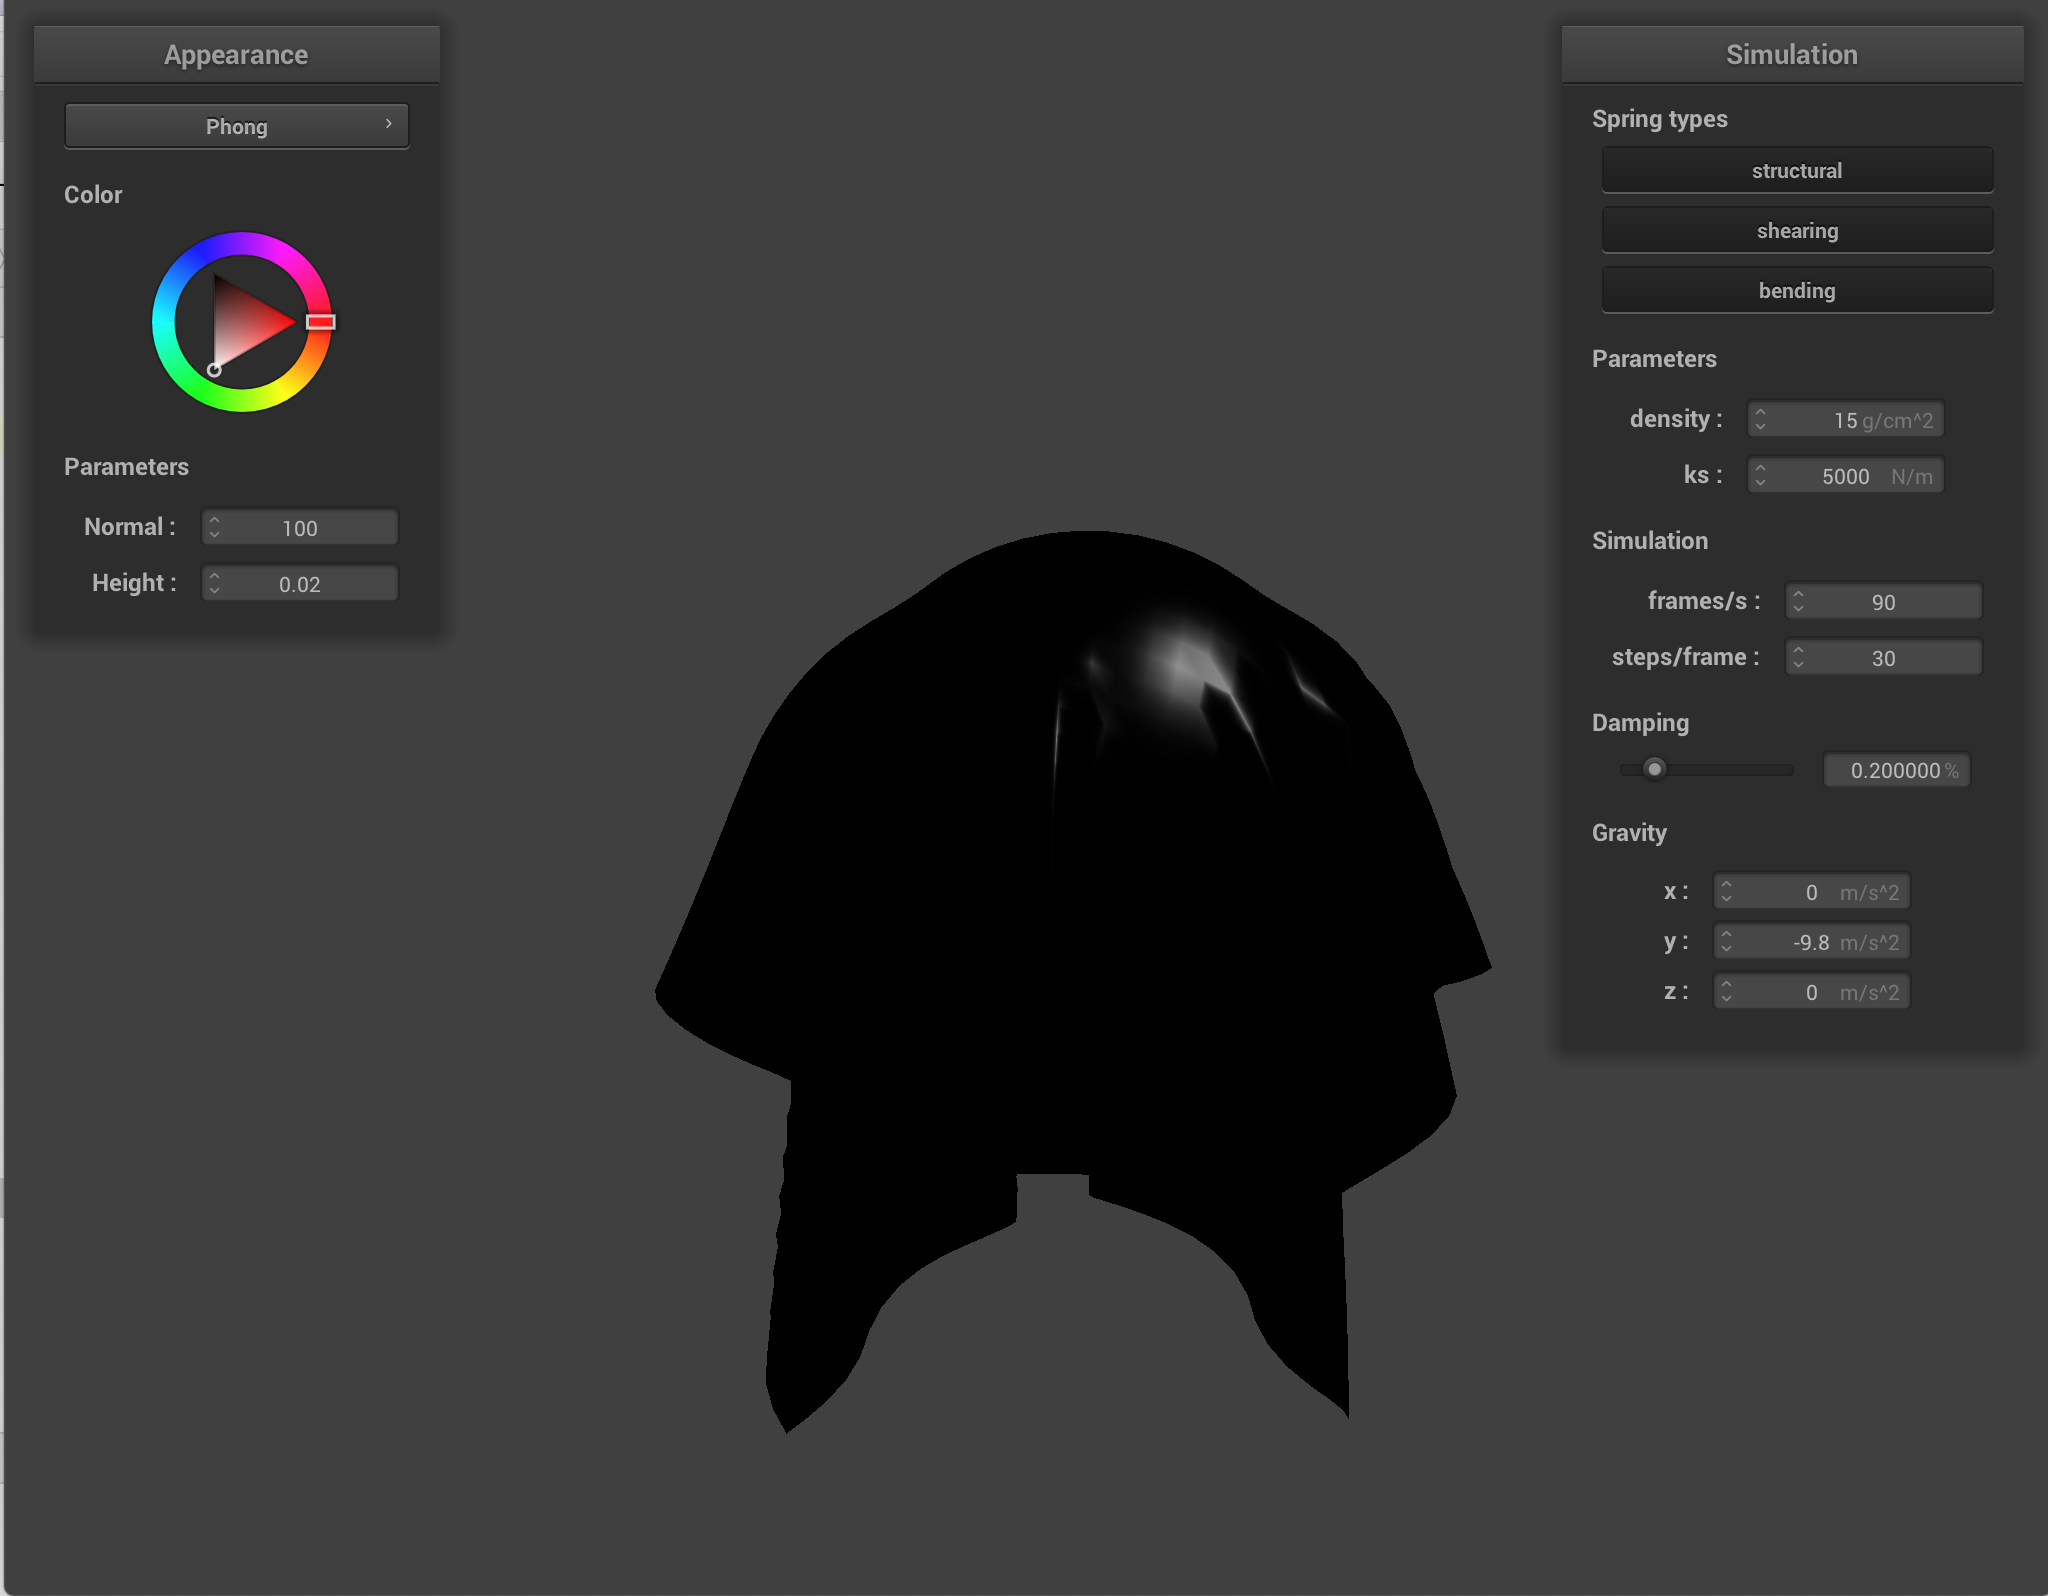 Appearance
Phong
Color
Parameters
Normal : 100
Height : 0.02
Simulation
Spring types
structural
shearing
bending
Parameters
density : 15 g/cm^2
ks : 5000 N/m
Simulation
frames/s : 90
steps/frame : 30
Damping
0.200000 %
Gravity
x : 0 m/s^2
y : -9.8 m/s^2
z : 0 m/s^2